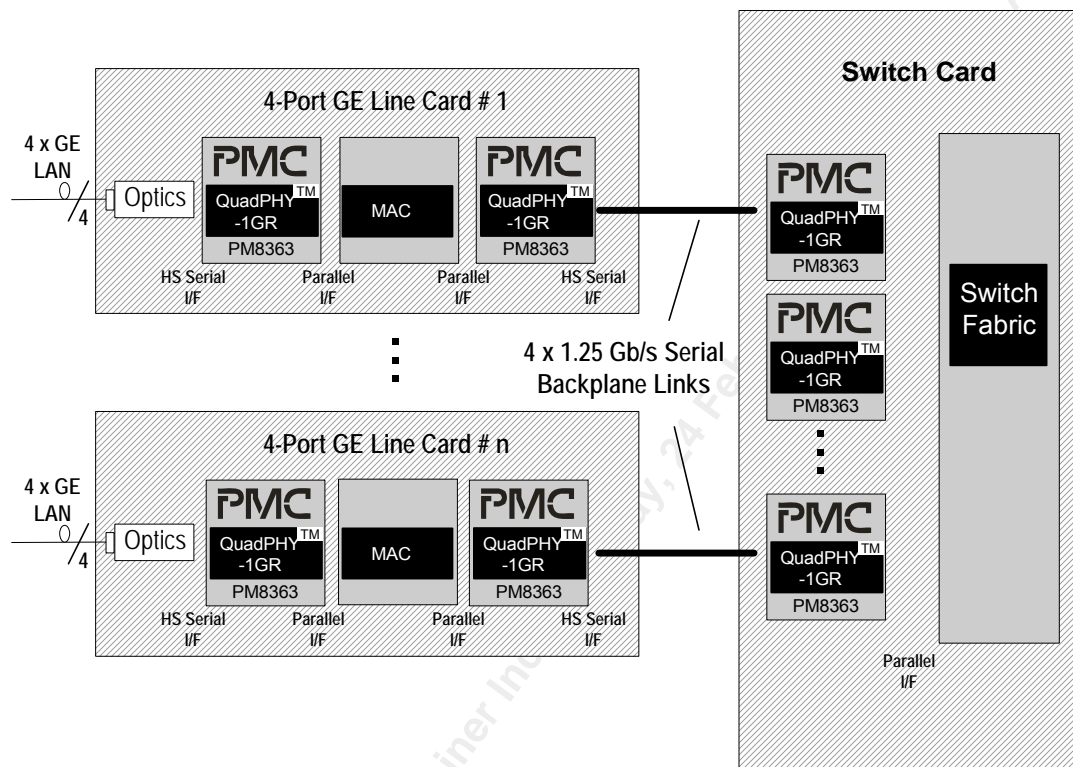 Switch Card
4-Port GE Line Card # 1
4 x GE
LAN
4
Optics
PMC
QuadPHY TM
-1GR
PM8363
MAC
PMC
QuadPHY TM
-1GR
PM8363
HS Serial
I/F
Parallel
I/F
Parallel
I/F
HS Serial
I/F
4 x 1.25 Gb/s Serial
Backplane Links
4-Port GE Line Card # n
4 x GE
LAN
4
Optics
PMC
QuadPHY TM
-1GR
PM8363
MAC
PMC
QuadPHY TM
-1GR
PM8363
HS Serial
I/F
Parallel
I/F
Parallel
I/F
HS Serial
I/F
PMC
QuadPHY TM
-1GR
PM8363
PMC
QuadPHY TM
-1GR
PM8363
PMC
QuadPHY TM
-1GR
PM8363
Switch
Fabric
Parallel
I/F